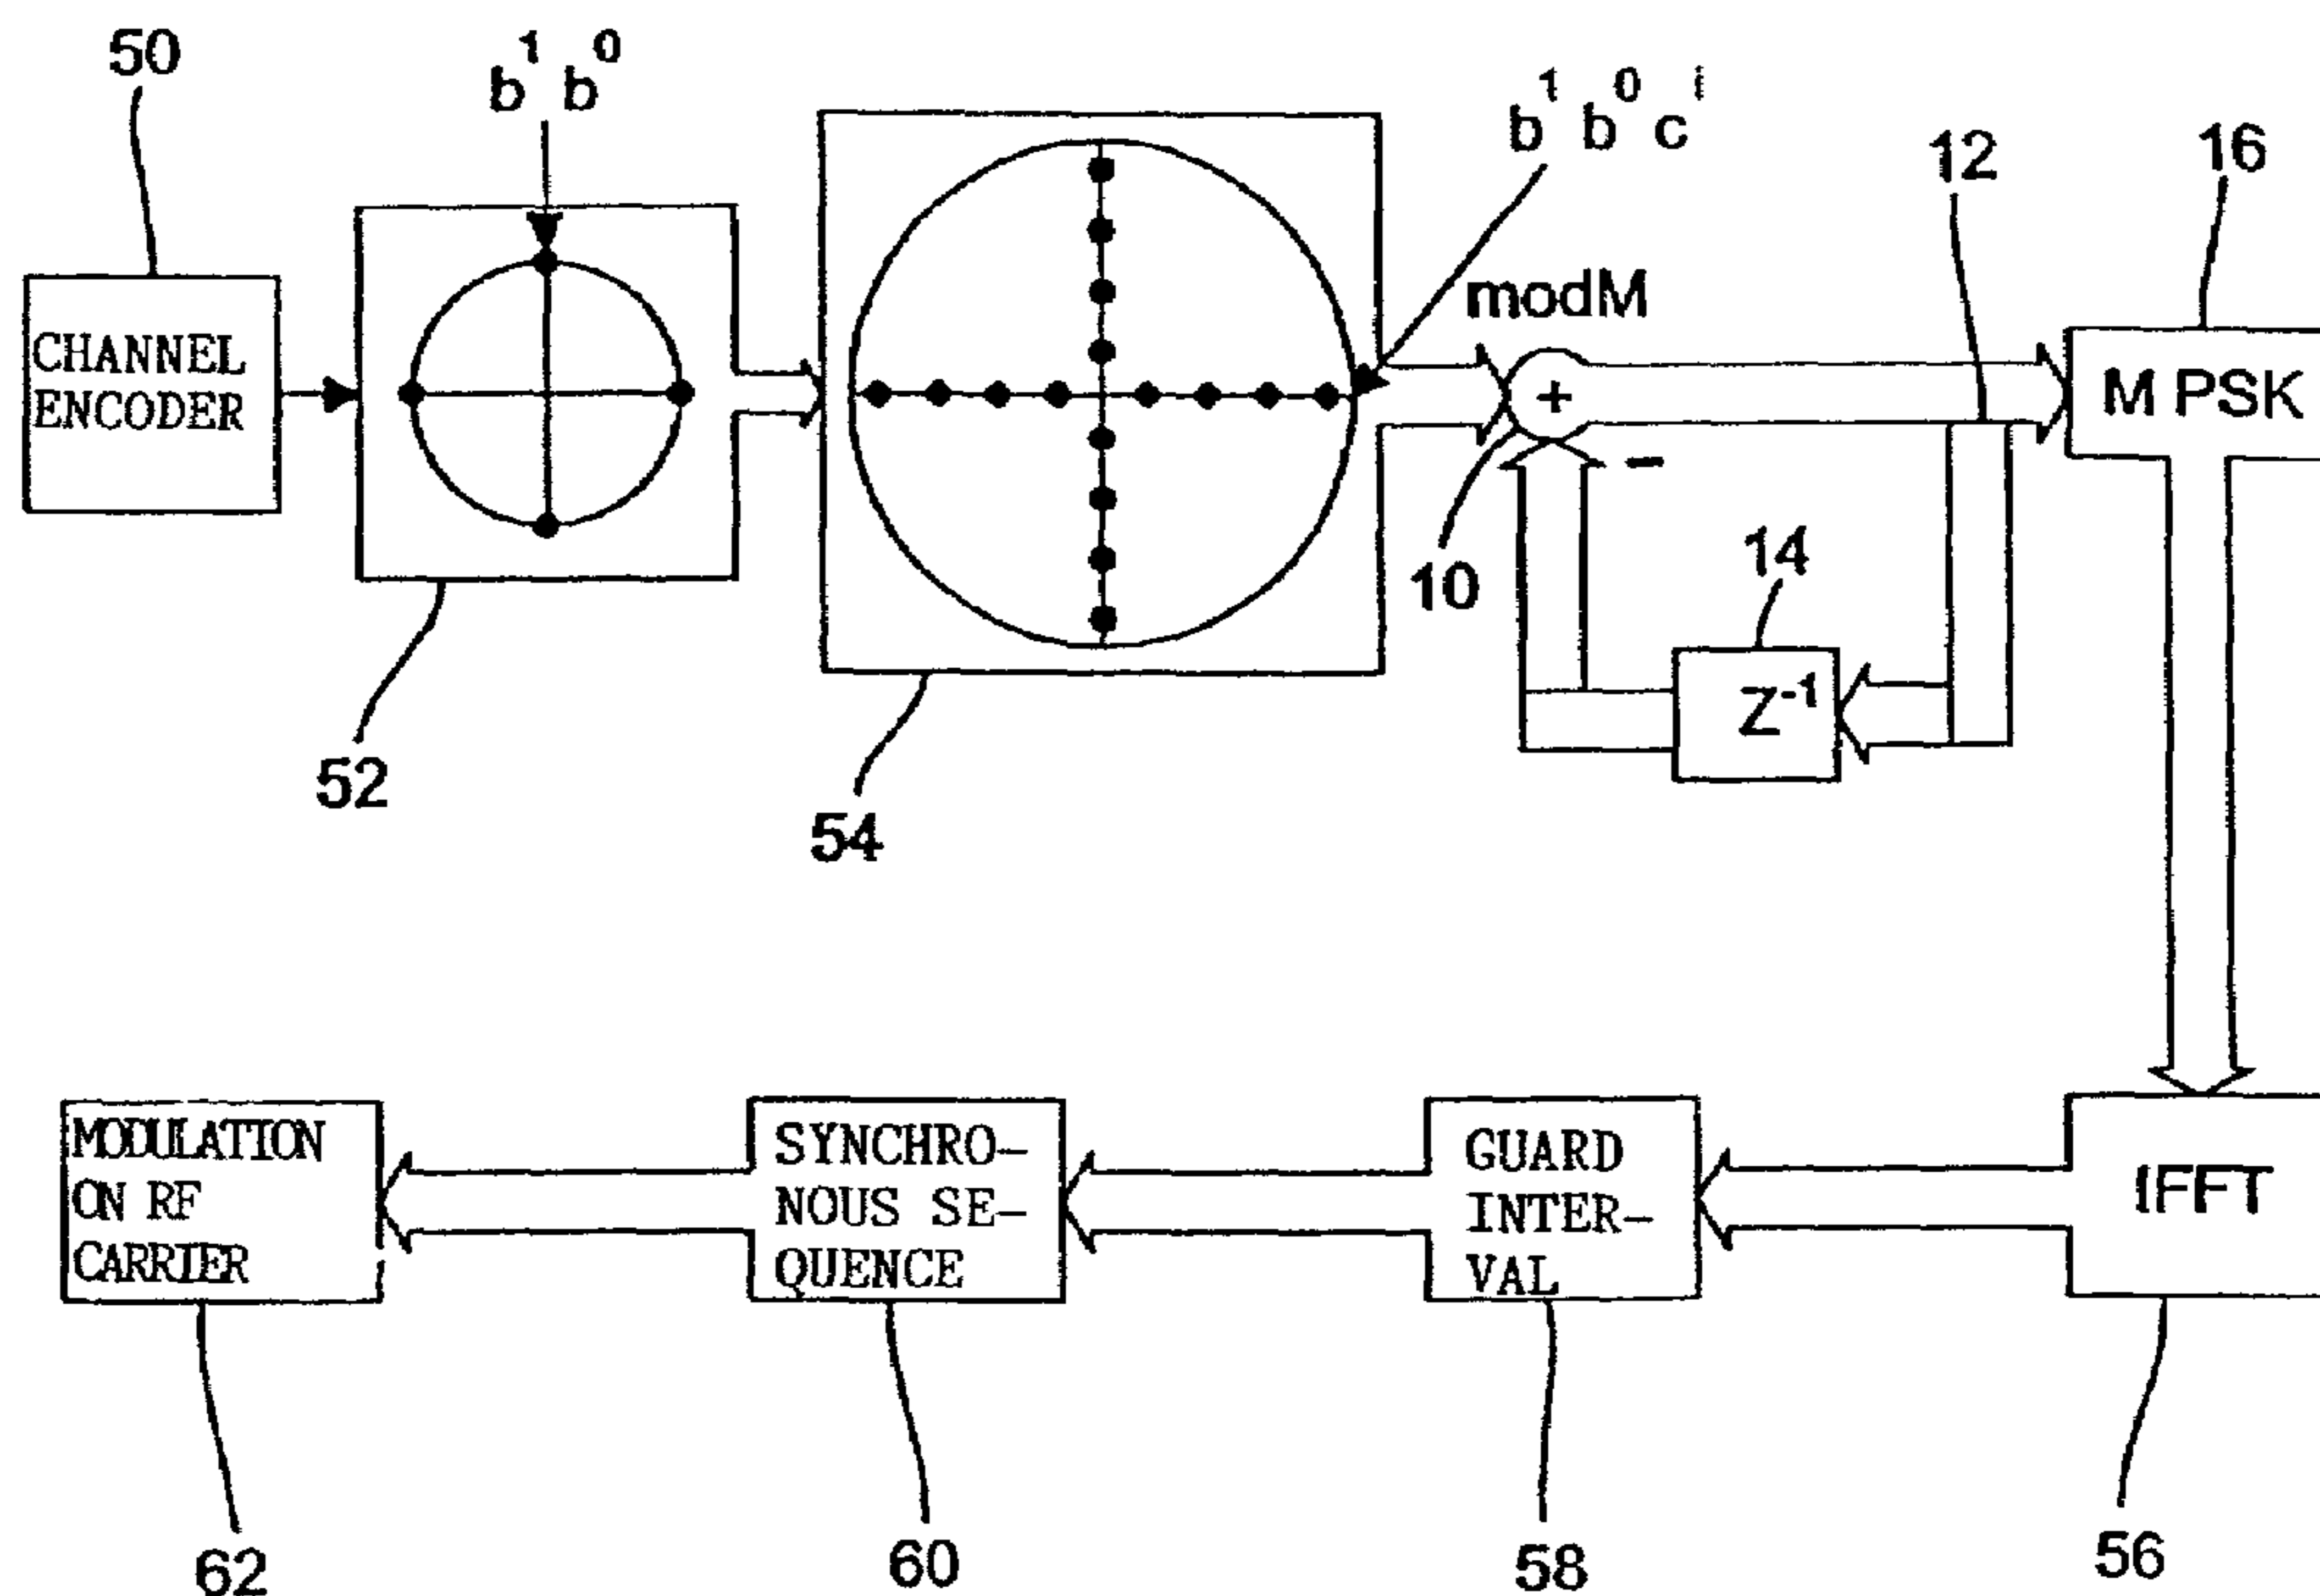 50
b¹ b⁰
b¹ b⁰ cⁱ
12
16
modM
CHANNEL
ENCODER
+
M PSK
-
10
14
Z⁻¹
52
54
MODULATION
ON RF
CARRIER
SYNCHRO-
NOUS SE-
QUENCE
GUARD
INTER-
VAL
IFFT
62
60
58
56